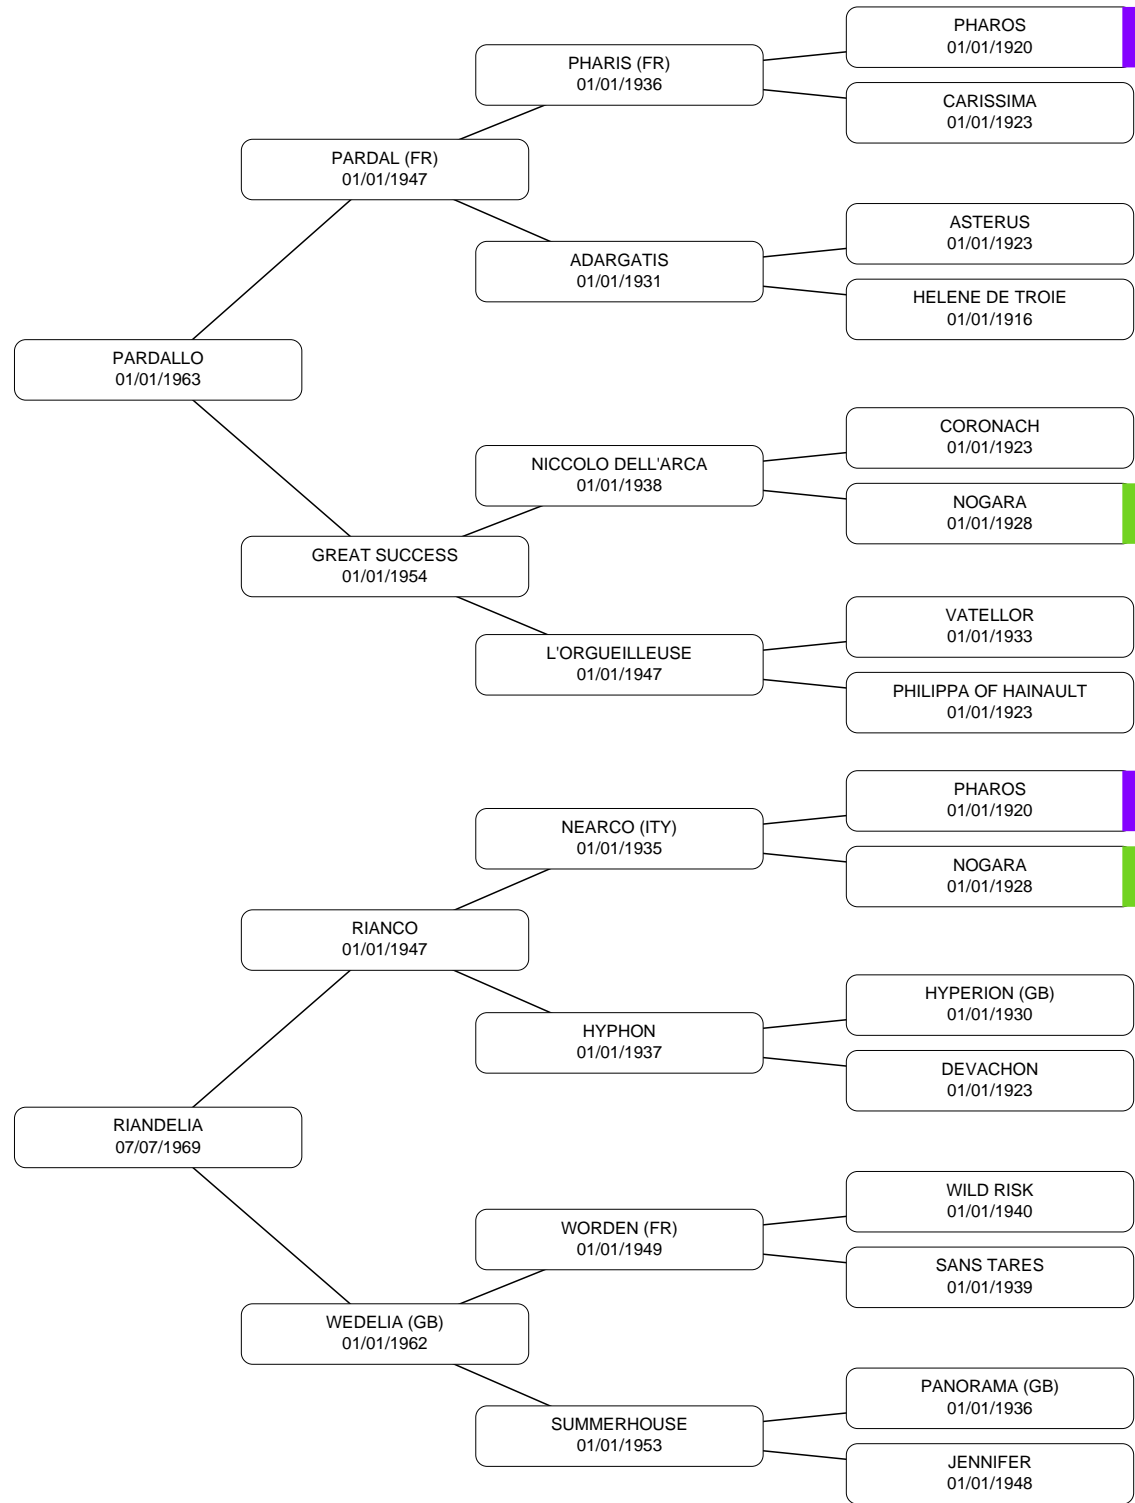 PHAROS
01/01/1920
PHARIS (FR)
01/01/1936
CARISSIMA
01/01/1923
PARDAL (FR)
01/01/1947
ASTERUS
01/01/1923
ADARGATIS
01/01/1931
HELENE DE TROIE
01/01/1916
PARDALLO
01/01/1963
CORONACH
01/01/1923
NICCOLO DELL'ARCA
01/01/1938
NOGARA
01/01/1928
GREAT SUCCESS
01/01/1954
VATELLOR
01/01/1933
L'ORGUEILLEUSE
01/01/1947
PHILIPPA OF HAINAULT
01/01/1923
PHAROS
01/01/1920
NEARCO (ITY)
01/01/1935
NOGARA
01/01/1928
RIANCO
01/01/1947
HYPERION (GB)
01/01/1930
HYPHON
01/01/1937
DEVACHON
01/01/1923
RIANDELIA
07/07/1969
WILD RISK
01/01/1940
WORDEN (FR)
01/01/1949
SANS TARES
01/01/1939
WEDELIA (GB)
01/01/1962
PANORAMA (GB)
01/01/1936
SUMMERHOUSE
01/01/1953
JENNIFER
01/01/1948